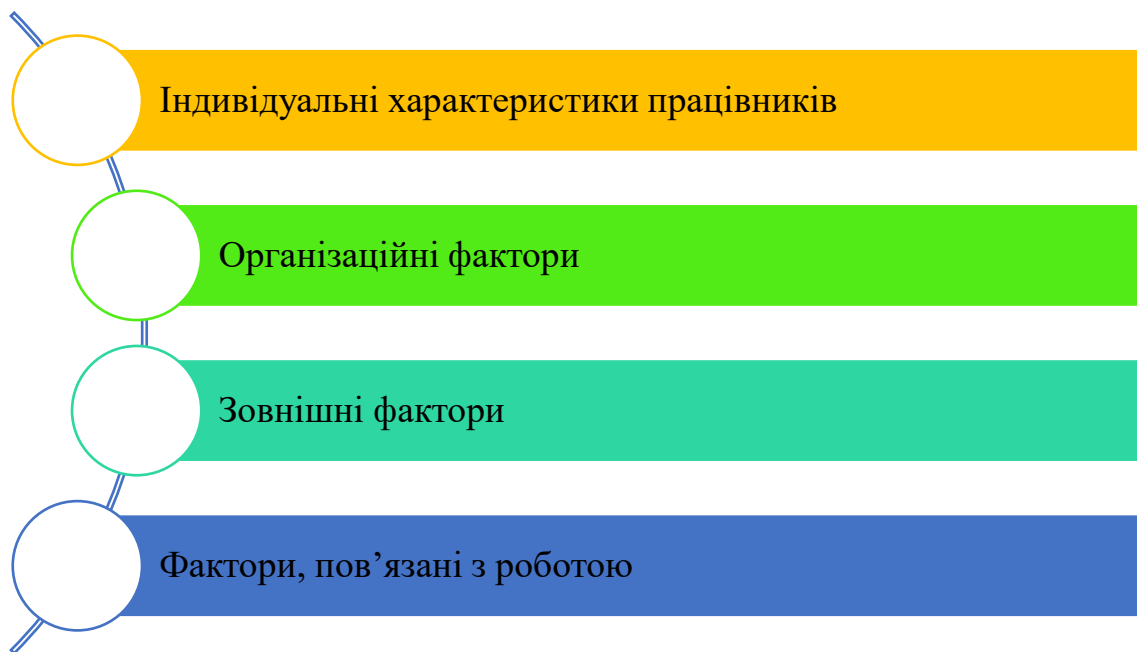 Індивідуальні характеристики працівників
Організаційні фактори
Зовнішні фактори
Фактори, пов’язані з роботою